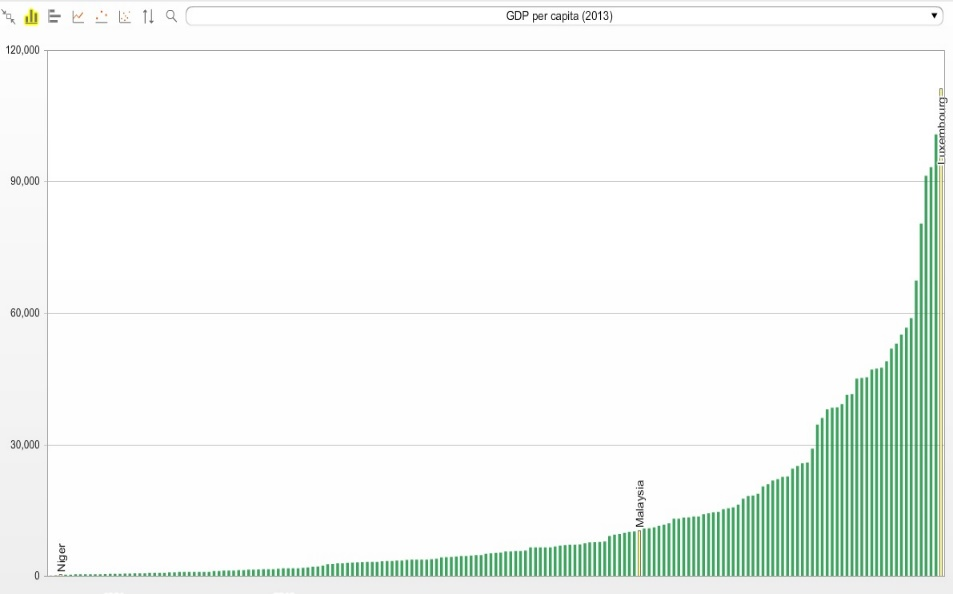 GDP per capita (2013)
120,000
90,000
60,000
30,000
0
Niger
Malaysia
Luxembourg